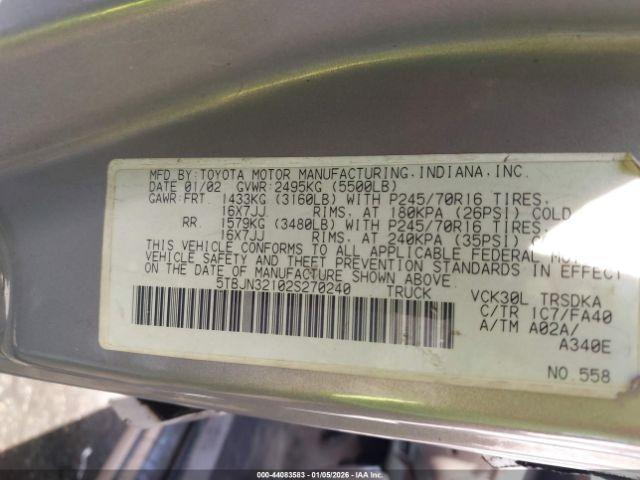 MFD BY:TOYOTA MOTOR MANUFACTURING,INDIANA,INC.
DATE 01/02 GVWR:2495KG (5500LB)
GAWR:FRT. 1433KG (3160LB) WITH P245/70R16 TIRES,
16X7JJ RIMS, AT 180KPA (26PSI) COLD
RR. 1579KG (3480LB) WITH P245/70R16 TIRES,
16X7JJ RIMS, AT 240KPA (35PSI)
THIS VEHICLE CONFORMS TO ALL APPLICABLE FEDERAL
VEHICLE SAFETY AND THEFT PREVENTION STANDARDS IN EFFECT
ON THE DATE OF MANUFACTURE SHOWN ABOVE.
5TBJN32102S270240 TRUCK
VCK30L TRSDKA
C/TR 1C7/FA40
A/TM A02A/
A340E
NO.558
000-44083583 | 01/05/2026 - IAA Inc.